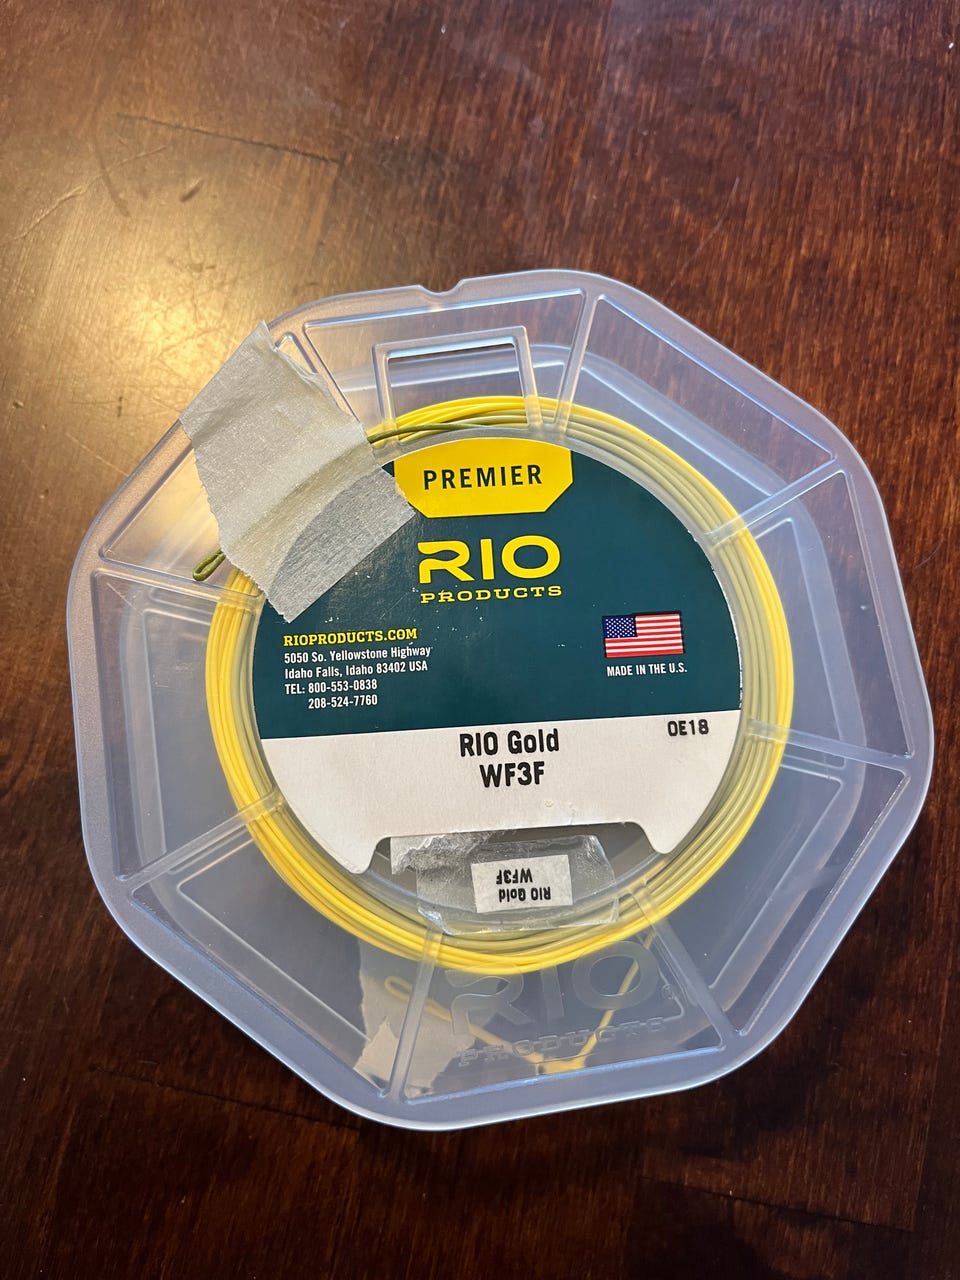 PREMIER
RIO
PRODUCTS
RIOPRODUCTS.COM
5050 So. Yellowstone Highway
Idaho Falls, Idaho 83402 USA
TEL: 800-553-0838
208-524-7760
MADE IN THE U.S.
RIO Gold
WF3F
OE18
RIO Gold
WF3F
RIO
PRODUCTS